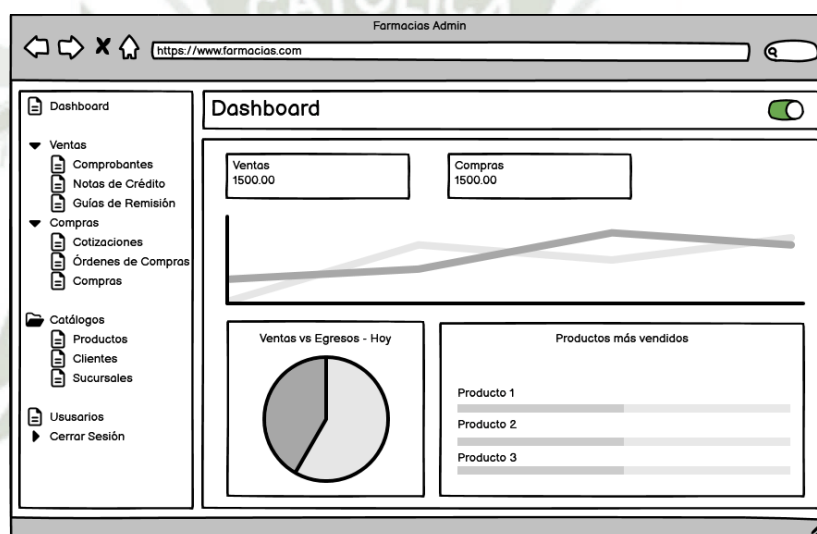 CATÓLICA
Farmacias Admin
https://www.farmacias.com
Dashboard
Ventas
Comprobantes
Notas de Crédito
Guías de Remisión
Compras
Cotizaciones
Órdenes de Compras
Compras
Catálogos
Productos
Clientes
Sucursales
Ususarios
Cerrar Sesión
Dashboard
Ventas
1500.00
Compras
1500.00
Ventas vs Egresos - Hoy
Productos más vendidos
Producto 1
Producto 2
Producto 3